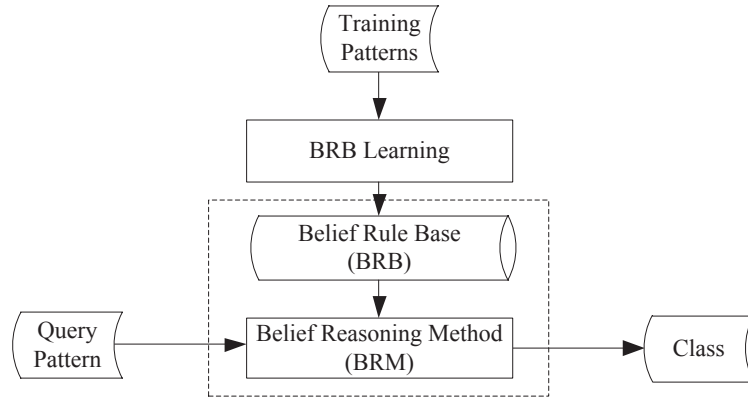 Training
Patterns
BRB Learning
Belief Rule Base
(BRB)
Query
Pattern
Belief Reasoning Method
(BRM)
Class